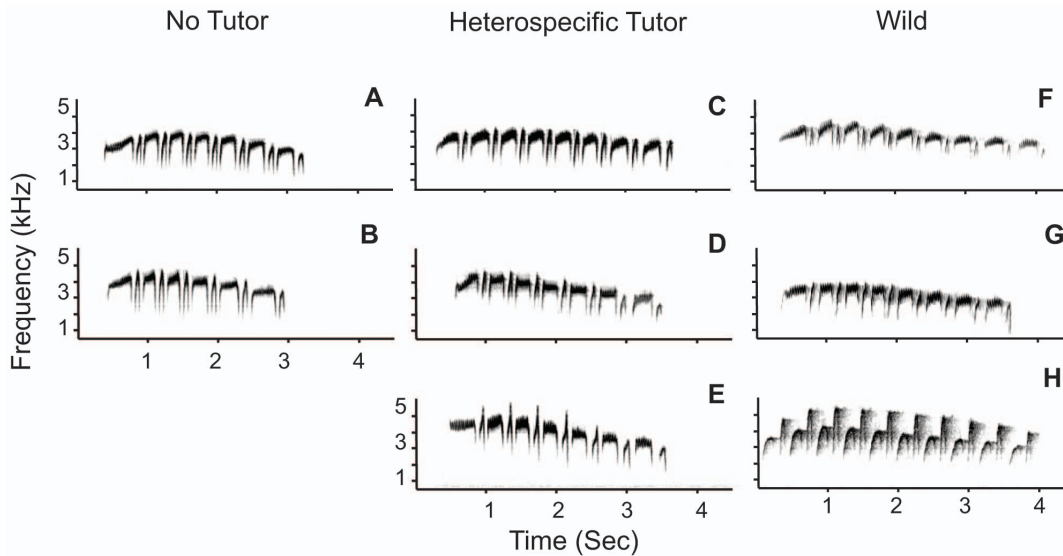 No Tutor Heterospecific Tutor Wild
A C F
5
3
1
B D G
5
3
1
1 2 3 4
E H
5
3
1
1 2 3 4 1 2 3 4
Frequency (kHz)
Time (Sec)